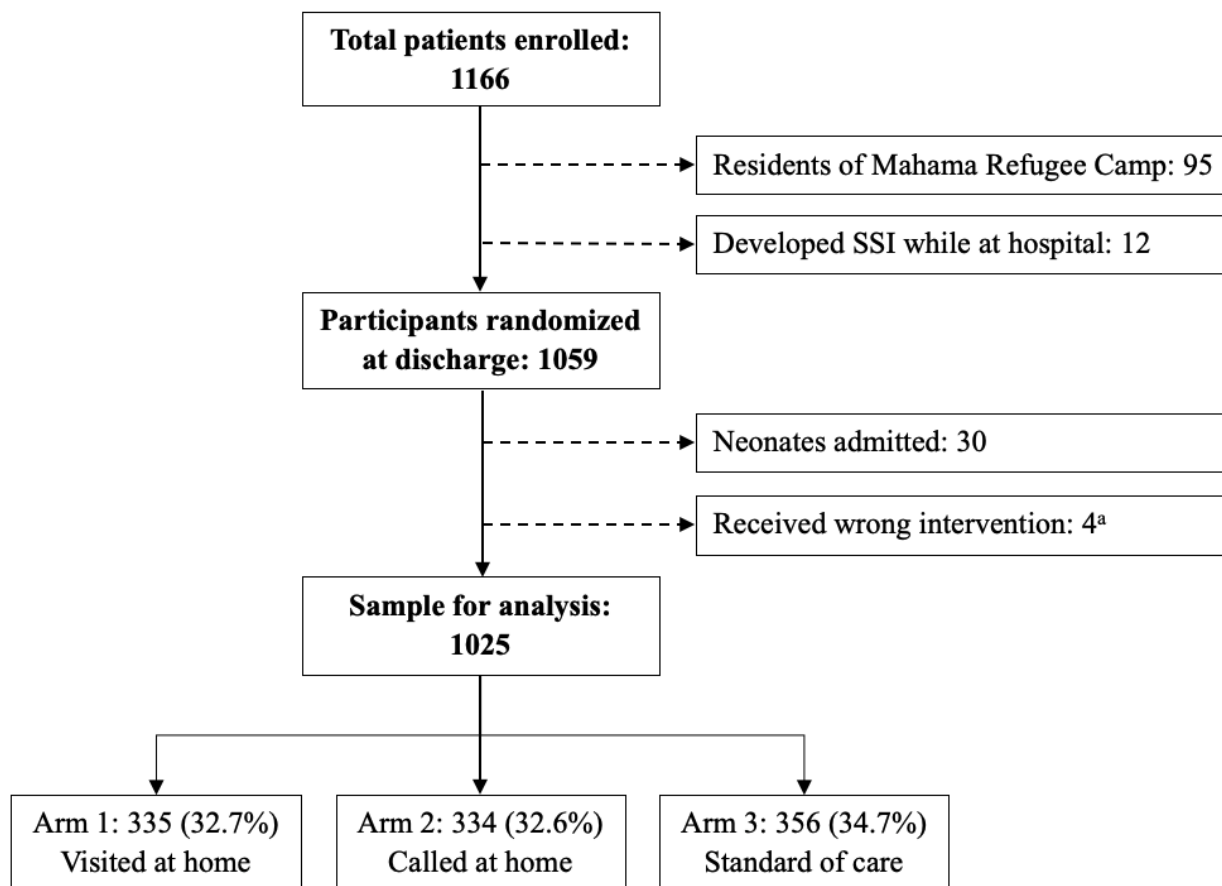 Total patients enrolled:
1166
Residents of Mahama Refugee Camp: 95
Developed SSI while at hospital: 12
Participants randomized
at discharge: 1059
Neonates admitted: 30
Received wrong intervention: 4ᵃ
Sample for analysis:
1025
Arm 1: 335 (32.7%)
Visited at home
Arm 2: 334 (32.6%)
Called at home
Arm 3: 356 (34.7%)
Standard of care